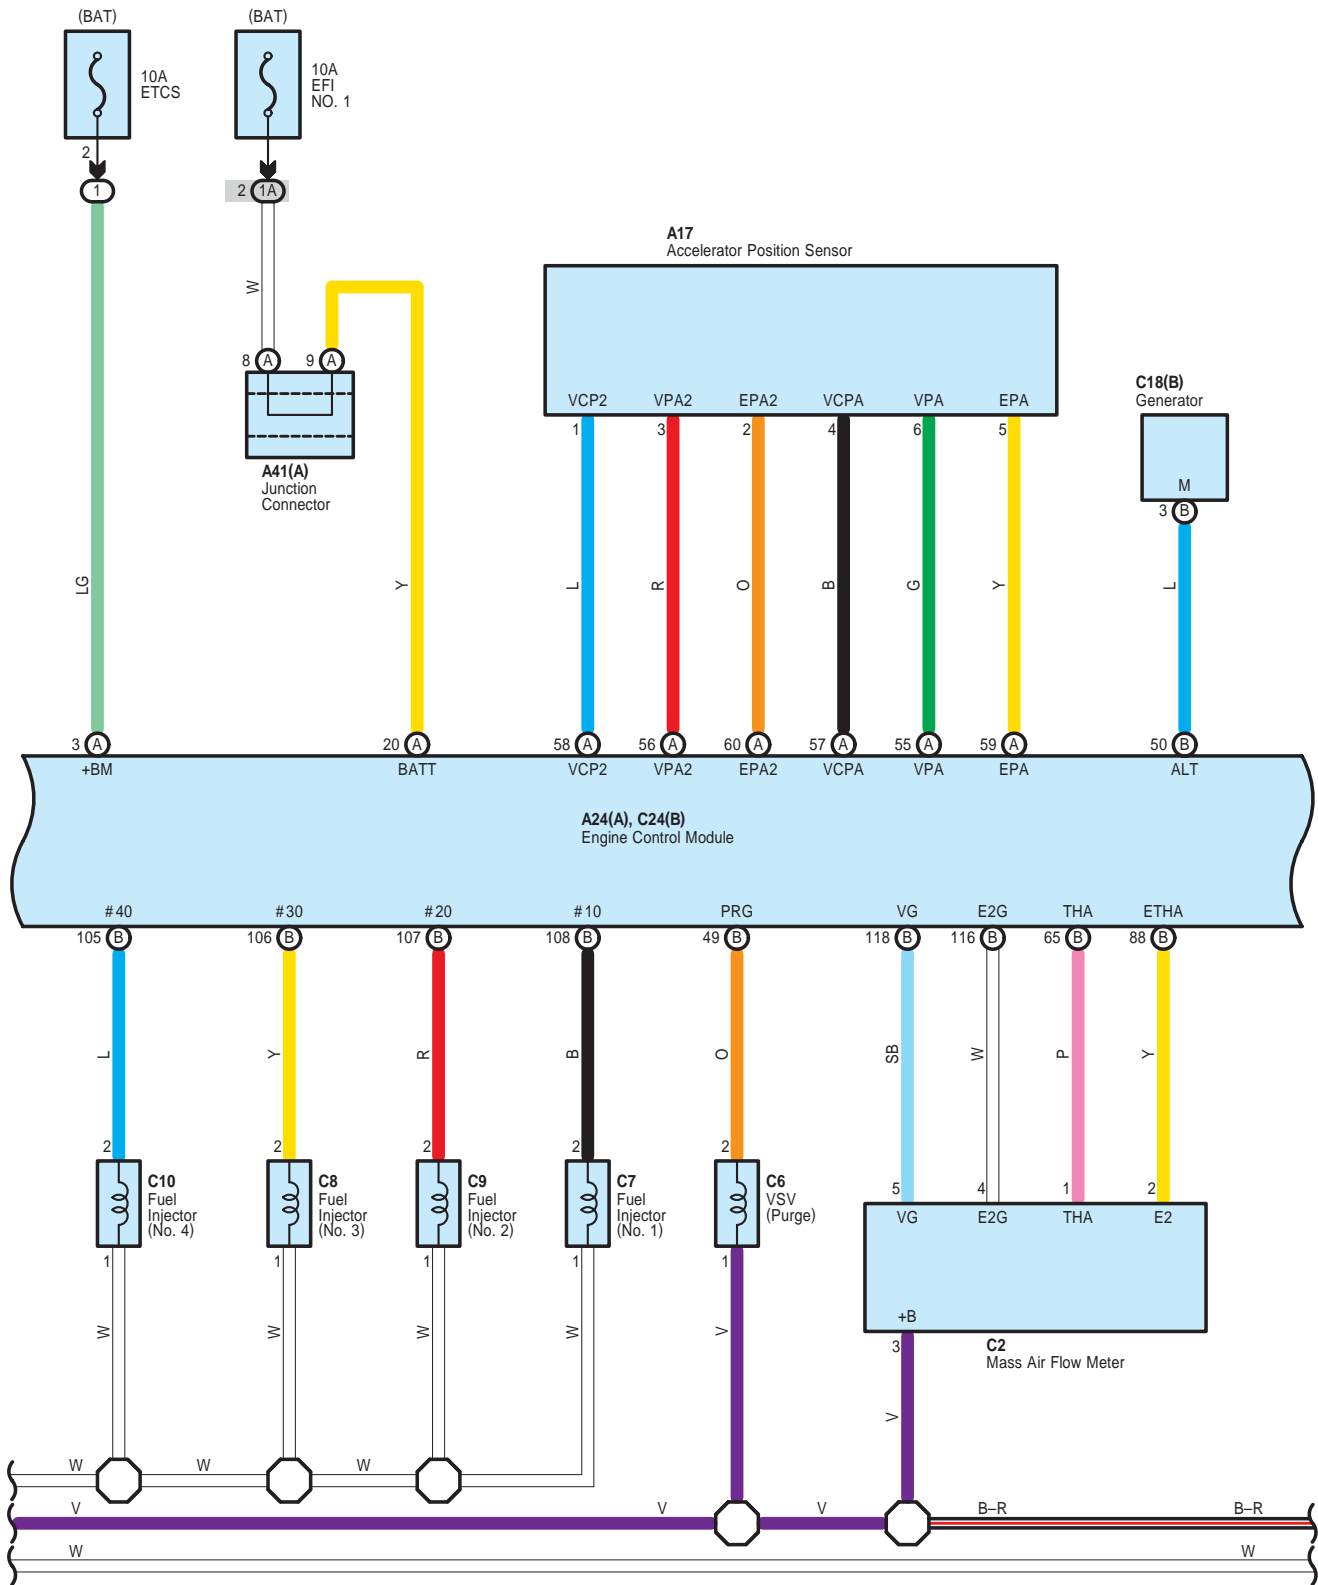 (BAT)
(BAT)
10A
ETCS
10A
EFI
NO. 1
2
1
2 1A
W
A17
Accelerator Position Sensor
8 A
9 A
VCP2 VPA2 EPA2 VCPA VPA EPA
1 3 2 4 6 5
C18(B)
Generator
M
3 B
A41(A)
Junction
Connector
LG Y L R O B G Y L
3 A 20 A 58 A 56 A 60 A 57 A 55 A 59 A 50 B
+BM BATT VCP2 VPA2 EPA2 VCPA VPA EPA ALT
A24(A), C24(B)
Engine Control Module
#40 #30 #20 #10 PRG VG E2G THA ETHA
105 B 106 B 107 B 108 B 49 B 118 B 116 B 65 B 88 B
L Y R B O SB W P Y
2 2 2 2 2
C10
Fuel
Injector
(No. 4)
C8
Fuel
Injector
(No. 3)
C9
Fuel
Injector
(No. 2)
C7
Fuel
Injector
(No. 1)
C6
VSV
(Purge)
5 4 1 2
VG E2G THA E2
1 1 1 1 1
+B
3
C2
Mass Air Flow Meter
W W W W V V
W W W
V V V B–R B–R
W W